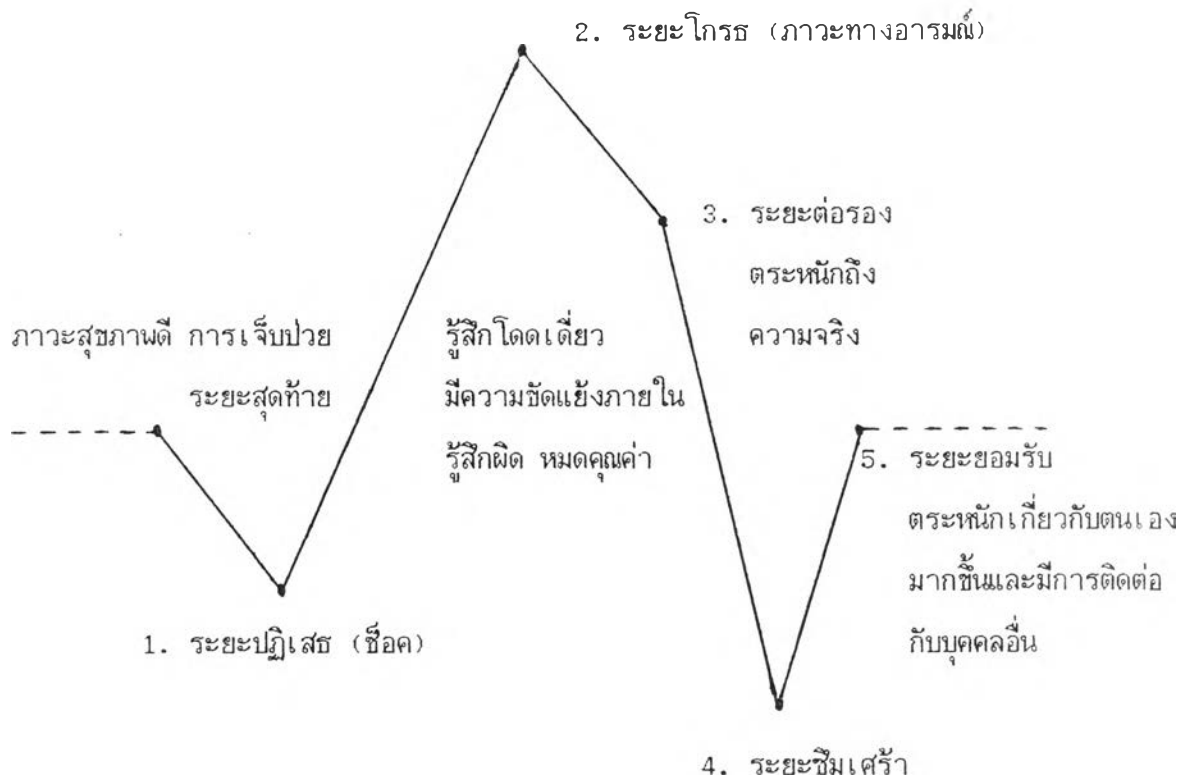 2. ระยะโกรธ (ภาวะทางอารมณ์)
3. ระยะต่อรอง
ตระหนักถึง
ความจริง
ภาวะสุขภาพดี การเจ็บป่วย
ระยะสุดท้าย
รู้สึกโดดเดี่ยว
มีความขัดแย้งภายใน
รู้สึกผิด หมดคุณค่า
5. ระยะยอมรับ
ตระหนักเกี่ยวกับตนเอง
มากขึ้นและมีการติดต่อ
กับบุคคลอื่น
1. ระยะปฏิเสธ (ช็อค)
4. ระยะซึมเศร้า